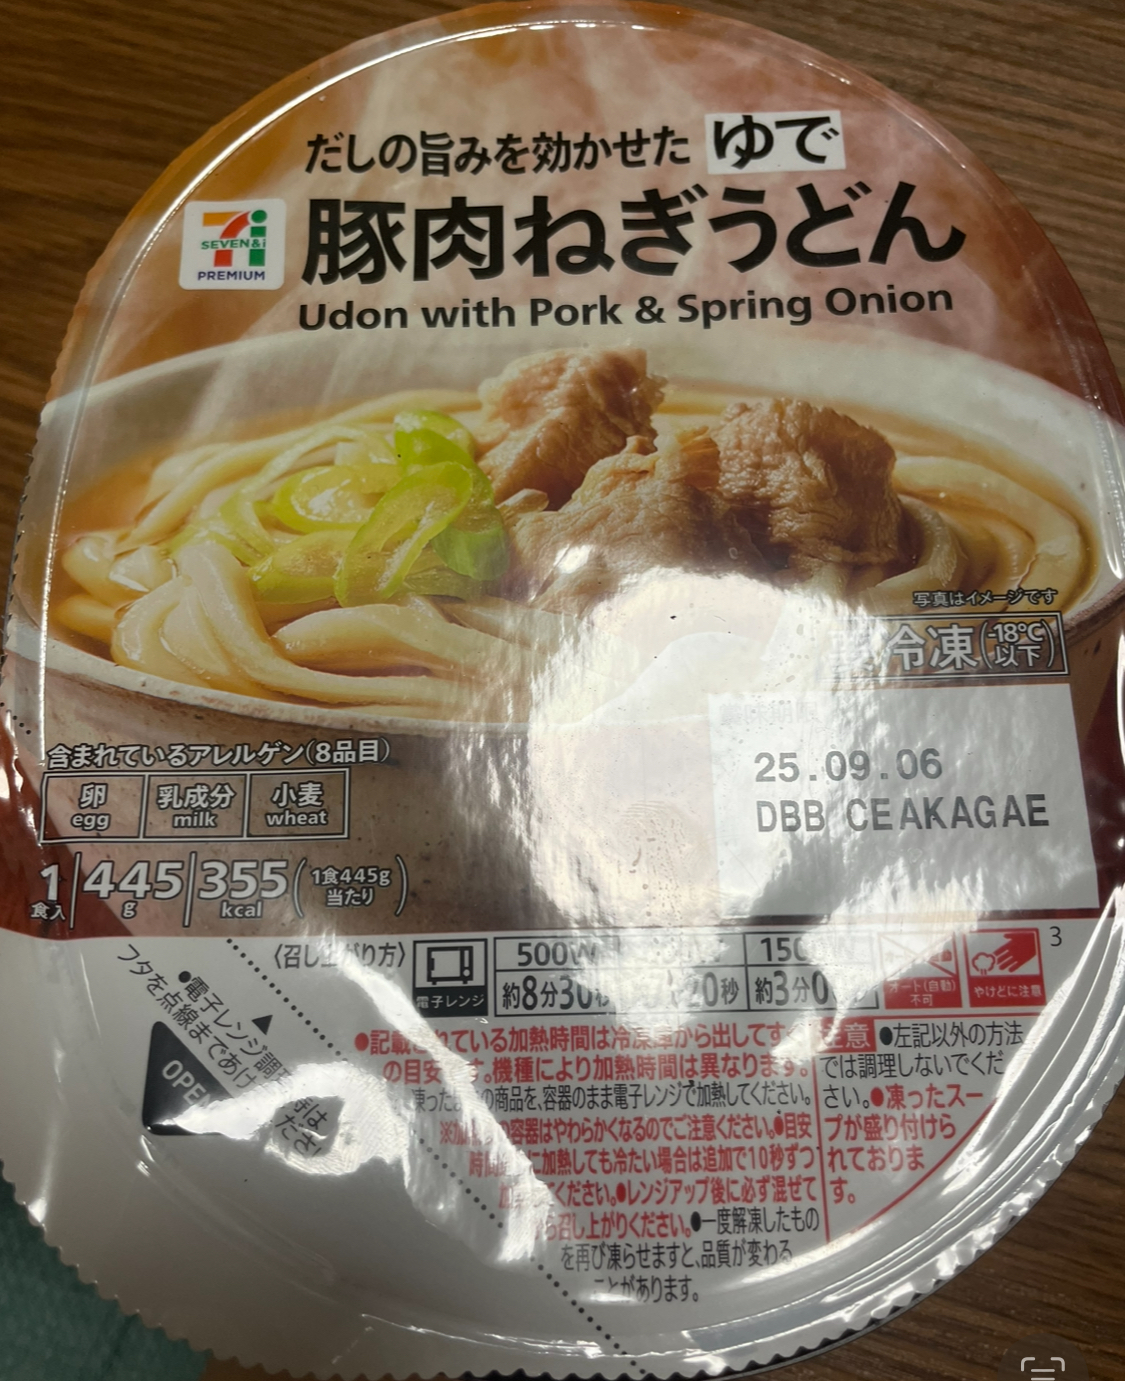 だしの旨みを効かせた ゆで
豚肉ねぎうどん
SEVEN&i
PREMIUM
Udon with Pork & Spring Onion
写真はイメージです
冷凍(-18℃以下)
25.09.06
DBB CEAKAGAE
含まれているアレルゲン(8品目)
卵 乳成分 小麦
egg milk wheat
1食入 445g 355kcal (1食445g当たり)
〈召し上がり方〉
電子レンジ
500W 150
約8分30秒 20秒 約3分0
オート(自動)不可
やけどに注意
3
フタを点線まであけ
●電子レンジ調
OPE
●記載されている加熱時間は冷凍庫から出してす
の目安 。機種により加熱時間は異なります。
凍った の商品を、容器のまま電子レンジで加熱してください。
※加 の容器はやわらかくなるのでご注意ください。●目安
時間 に加熱しても冷たい場合は追加で10秒ずつ
ください。●レンジアップ後に必ず混ぜて
召し上がりください。●一度解凍したもの
を再び凍らせますと、品質が変わる
ことがあります。
注意 ●左記以外の方法
では調理しないでくだ
さい。●凍ったスー
プが盛り付けら
れておりま
す。